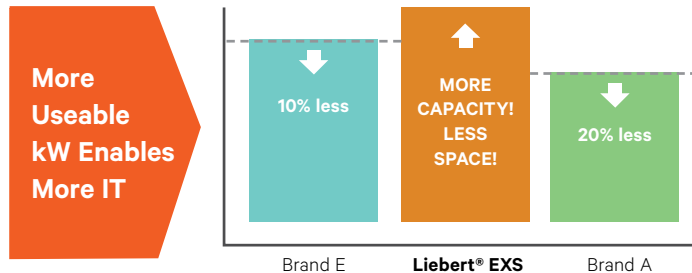 More
Useable
kW Enables
More IT
10% less
MORE
CAPACITY!
LESS
SPACE!
20% less
Brand E
Liebert® EXS
Brand A